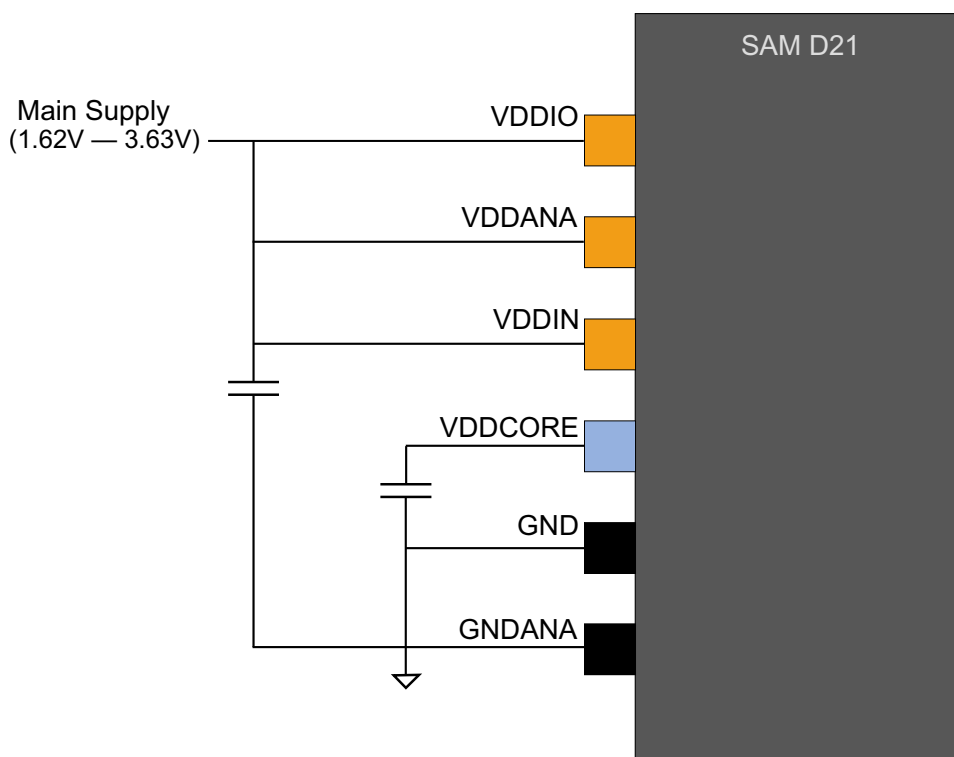 SAM D21
Main Supply
(1.62V — 3.63V)
VDDIO
VDDANA
VDDIN
VDDCORE
GND
GNDANA